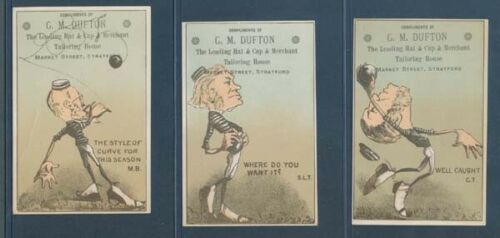 COMPLIMENTS OF
G. M. DUFTON
The Leading Hat & Cap & Merchant
Tailoring House
MARKET STREET, STRATFORD
THE STYLE OF
CURVE FOR
THIS SEASON
M.B.
COMPLIMENTS OF
G. M. DUFTON
The Leading Hat & Cap & Merchant
Tailoring House
MARKET STREET, STRATFORD
WHERE DO YOU
WANT IT?
S.L.T.
COMPLIMENTS OF
G. M. DUFTON
The Leading Hat & Cap & Merchant
Tailoring House
MARKET STREET, STRATFORD
WELL CAUGHT
C.T.